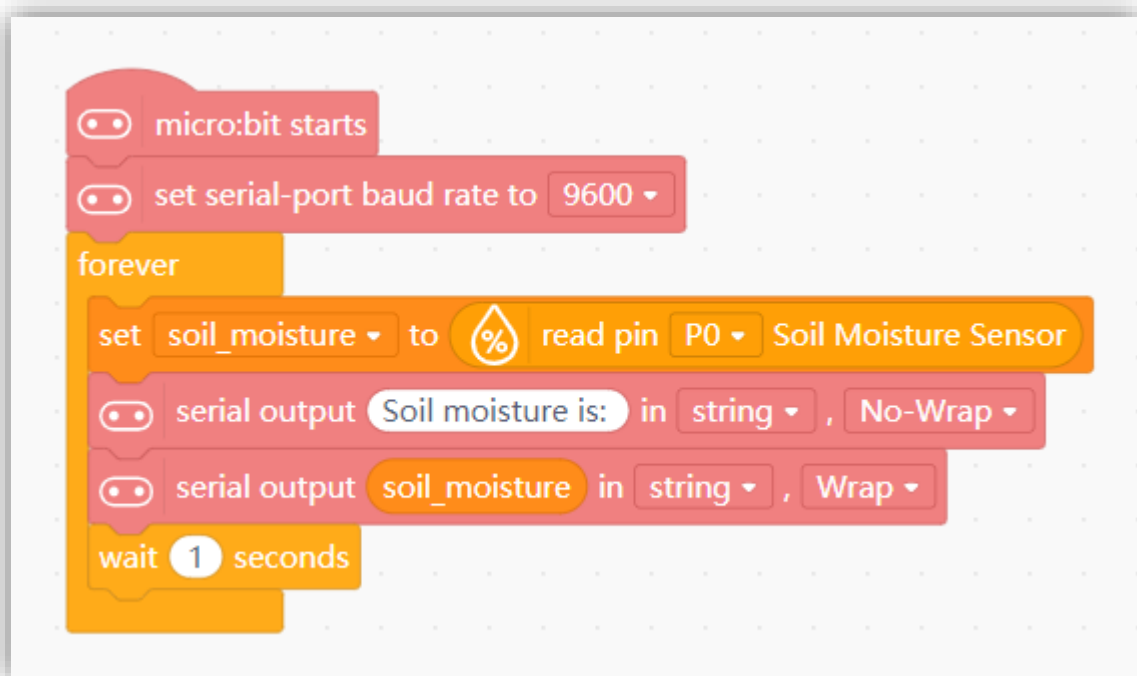 micro:bit starts
set serial-port baud rate to 9600
forever
set soil_moisture to % read pin P0 Soil Moisture Sensor
serial output Soil moisture is: in string , No-Wrap
serial output soil_moisture in string , Wrap
wait 1 seconds